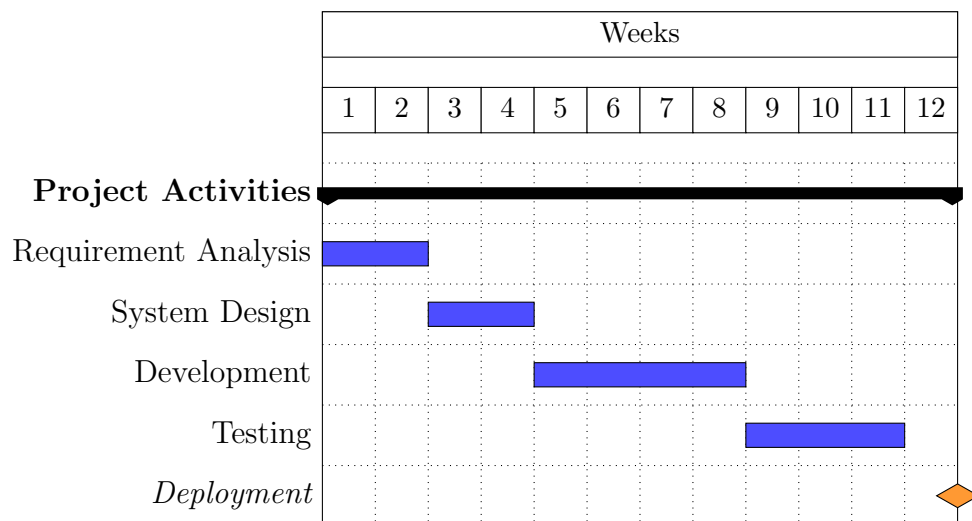 Weeks
1 2 3 4 5 6 7 8 9 10 11 12
Project Activities
Requirement Analysis
System Design
Development
Testing
Deployment